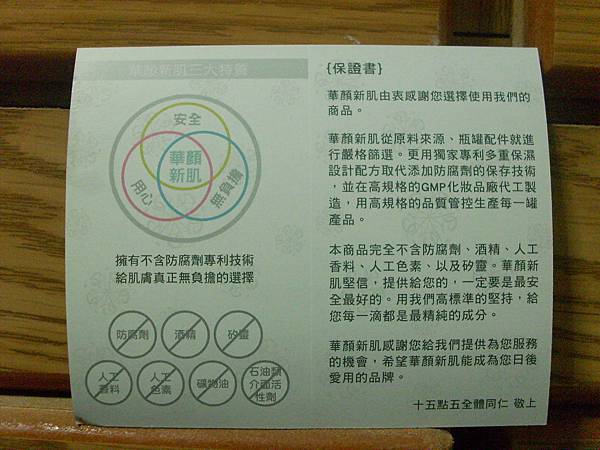 華顏新肌三大特質
安全
華顏
新肌
用心
無負擔
擁有不含防腐劑專利技術
給肌膚真正無負擔的選擇
防腐劑
酒精
矽靈
人工
香料
人工
色素
礦物油
石油類
介面活
性劑
{保證書}
華顏新肌由衷感謝您選擇使用我們的
商品。
華顏新肌從原料來源、瓶罐配件就進
行嚴格篩選。更用獨家專利多重保濕
設計配方取代添加防腐劑的保存技術
，並在高規格的GMP化妝品廠代工製
造，用高規格的品質管控生產每一罐
產品。
本商品完全不含防腐劑、酒精、人工
香料、人工色素、以及矽靈。華顏新
肌堅信，提供給您的，一定要是最安
全最好的。用我們高標準的堅持，給
您每一滴都是最精純的成分。
華顏新肌感謝您給我們提供為您服務
的機會，希望華顏新肌能成為您日後
愛用的品牌。
十五點五全體同仁 敬上